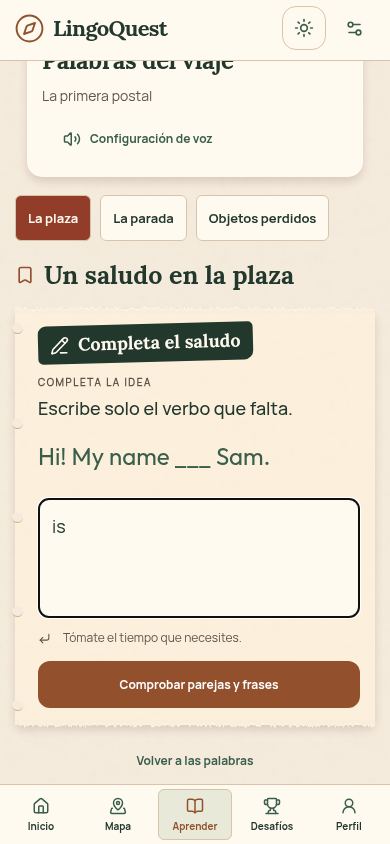 LingoQuest
Palabras del viaje
La primera postal
Configuración de voz
La plaza
La parada
Objetos perdidos
Un saludo en la plaza
Completa el saludo
COMPLETA LA IDEA
Escribe solo el verbo que falta.
Hi! My name ___ Sam.
is
Tómate el tiempo que necesites.
Comprobar parejas y frases
Volver a las palabras
Inicio
Mapa
Aprender
Desafíos
Perfil